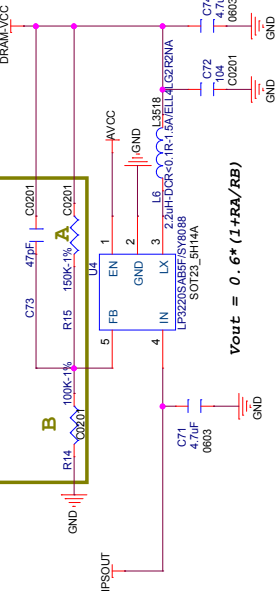 DRAM-VCC
C74
4.7u
0603
GND
C72
104
C0201
GND
C0201
47pF
C73
C0201
A
150K-1%
R15
100K-1%
B
C0201
R14
GND
AVCC
GND
L3518
L6
2.2uH-DCR<0.1R-1.5A/ELL4LG2R2NA
U4
1
EN
2
GND
3
LX
5
FB
4
IN
LP3220SAB5F/SY8088
SOT23_5H14A
Vout = 0.6*(1+RA/RB)
C71
4.7uF
0603
GND
IPSOUT